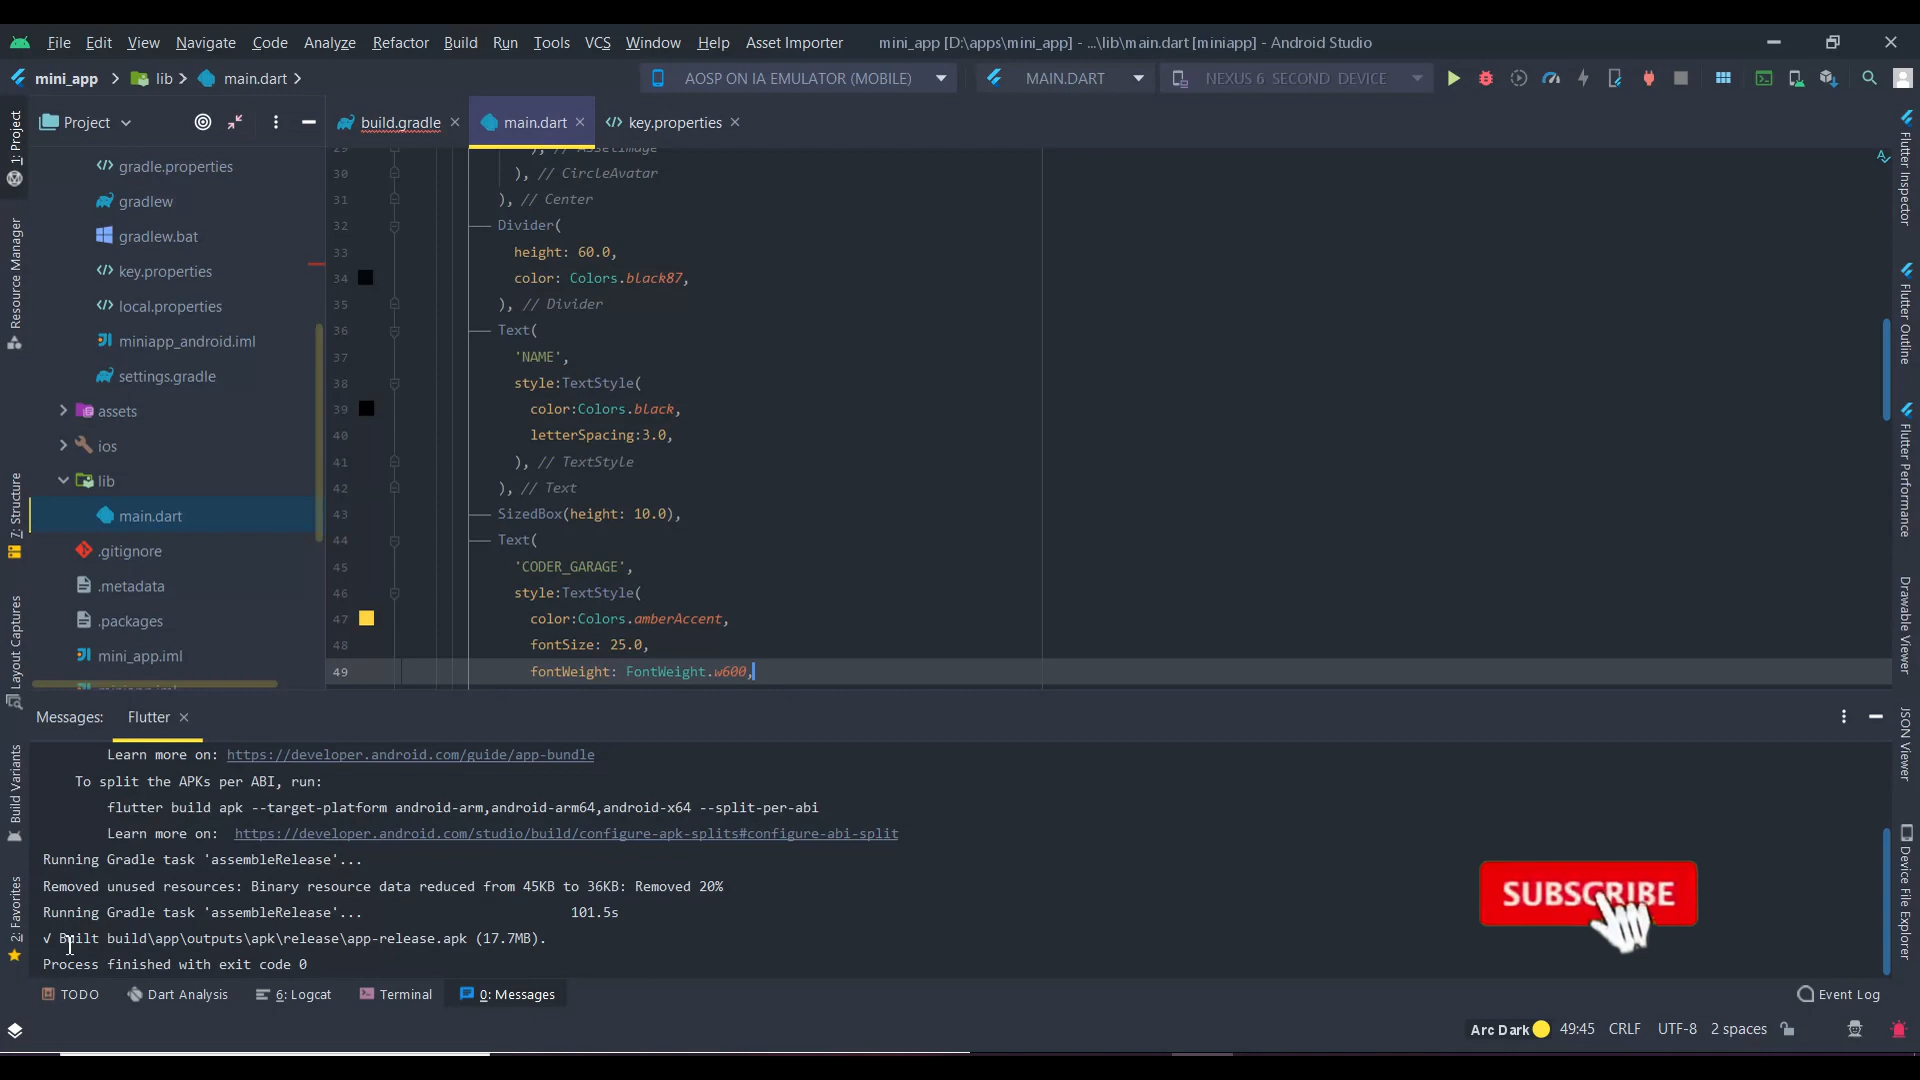 File Edit View Navigate Code Analyze Refactor Build Run Tools VCS Window Help Asset Importer mini_app [D:\apps\mini_app] - ...\lib\main.dart [miniapp] - Android Studio
mini_app lib main.dart AOSP ON IA EMULATOR (MOBILE) MAIN.DART NEXUS 6 SECOND DEVICE
1: Project
Resource Manager
7: Structure
Layout Captures
Build Variants
2: Favorites
Project
gradle.properties
gradlew
gradlew.bat
key.properties
local.properties
miniapp_android.iml
settings.gradle
assets
ios
lib
main.dart
.gitignore
.metadata
.packages
mini_app.iml
miniapp.iml
build.gradle main.dart key.properties
29 ), // AssetImage
30 ), // CircleAvatar
31 ), // Center
32 Divider(
33 height: 60.0,
34 color: Colors.black87,
35 ), // Divider
36 Text(
37 'NAME',
38 style:TextStyle(
39 color:Colors.black,
40 letterSpacing:3.0,
41 ), // TextStyle
42 ), // Text
43 SizedBox(height: 10.0),
44 Text(
45 'CODER_GARAGE',
46 style:TextStyle(
47 color:Colors.amberAccent,
48 fontSize: 25.0,
49 fontWeight: FontWeight.w600,
Flutter Inspector
Flutter Outline
Flutter Performance
Drawable Viewer
JSON Viewer
Device File Explorer
Messages: Flutter
Learn more on: https://developer.android.com/guide/app-bundle
To split the APKs per ABI, run:
flutter build apk --target-platform android-arm,android-arm64,android-x64 --split-per-abi
Learn more on: https://developer.android.com/studio/build/configure-apk-splits#configure-abi-split
Running Gradle task 'assembleRelease'...
Removed unused resources: Binary resource data reduced from 45KB to 36KB: Removed 20%
Running Gradle task 'assembleRelease'... 101.5s
√ Built build\app\outputs\apk\release\app-release.apk (17.7MB).
Process finished with exit code 0
SUBSCRIBE
TODO Dart Analysis 6: Logcat Terminal 0: Messages Event Log
Arc Dark 49:45 CRLF UTF-8 2 spaces